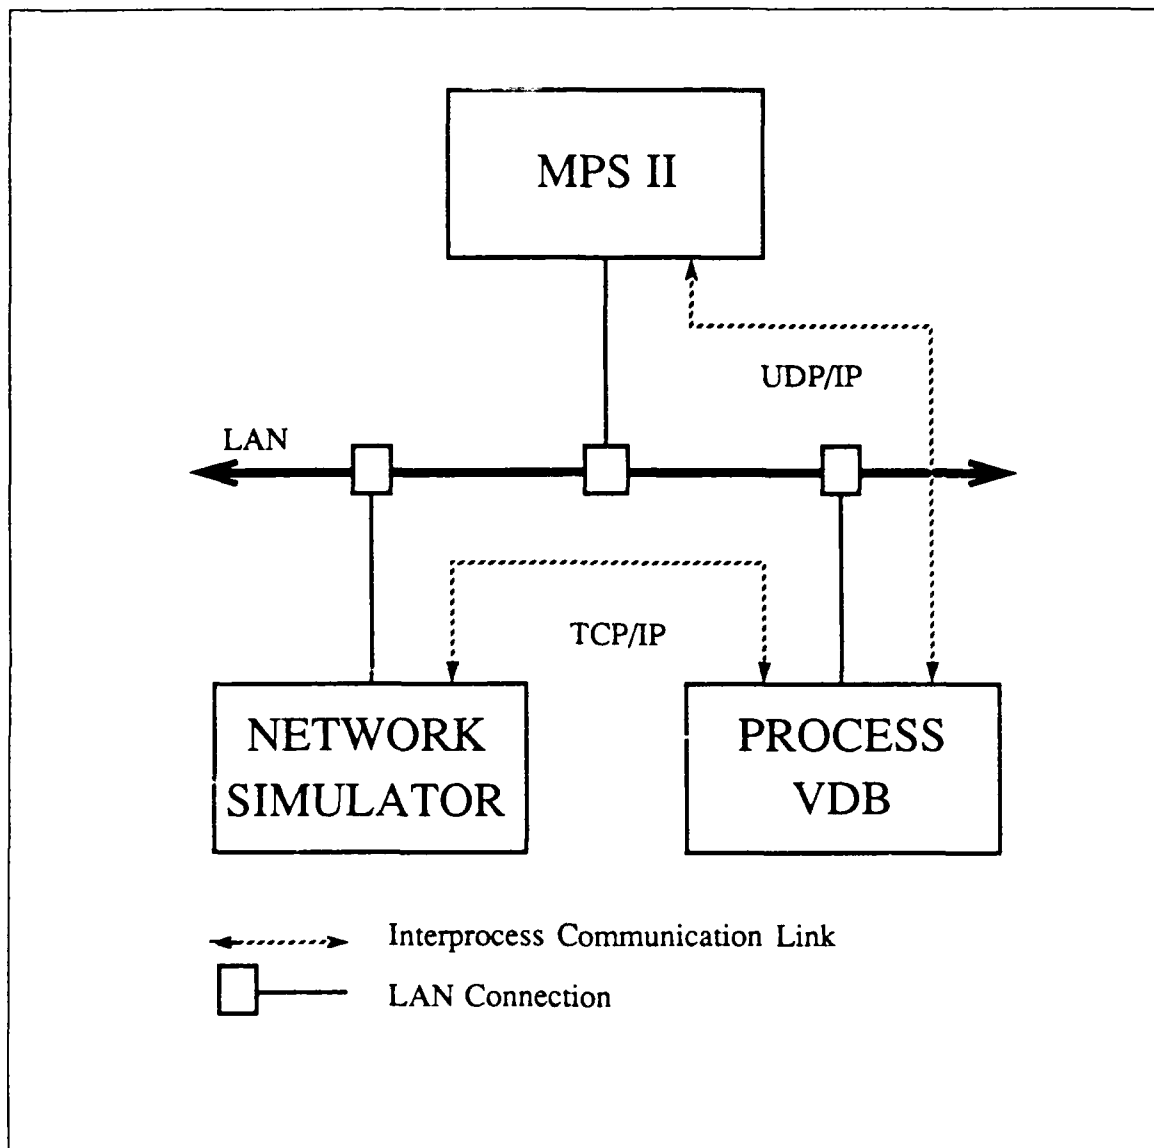 MPS II
UDP/IP
LAN
TCP/IP
NETWORK
SIMULATOR
PROCESS
VDB
Interprocess Communication Link
LAN Connection